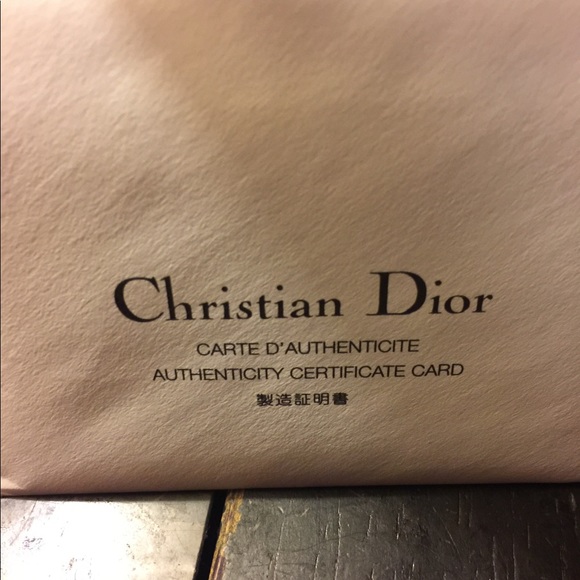 Christian Dior
CARTE D'AUTHENTICITE
AUTHENTICITY CERTIFICATE CARD
製造証明書